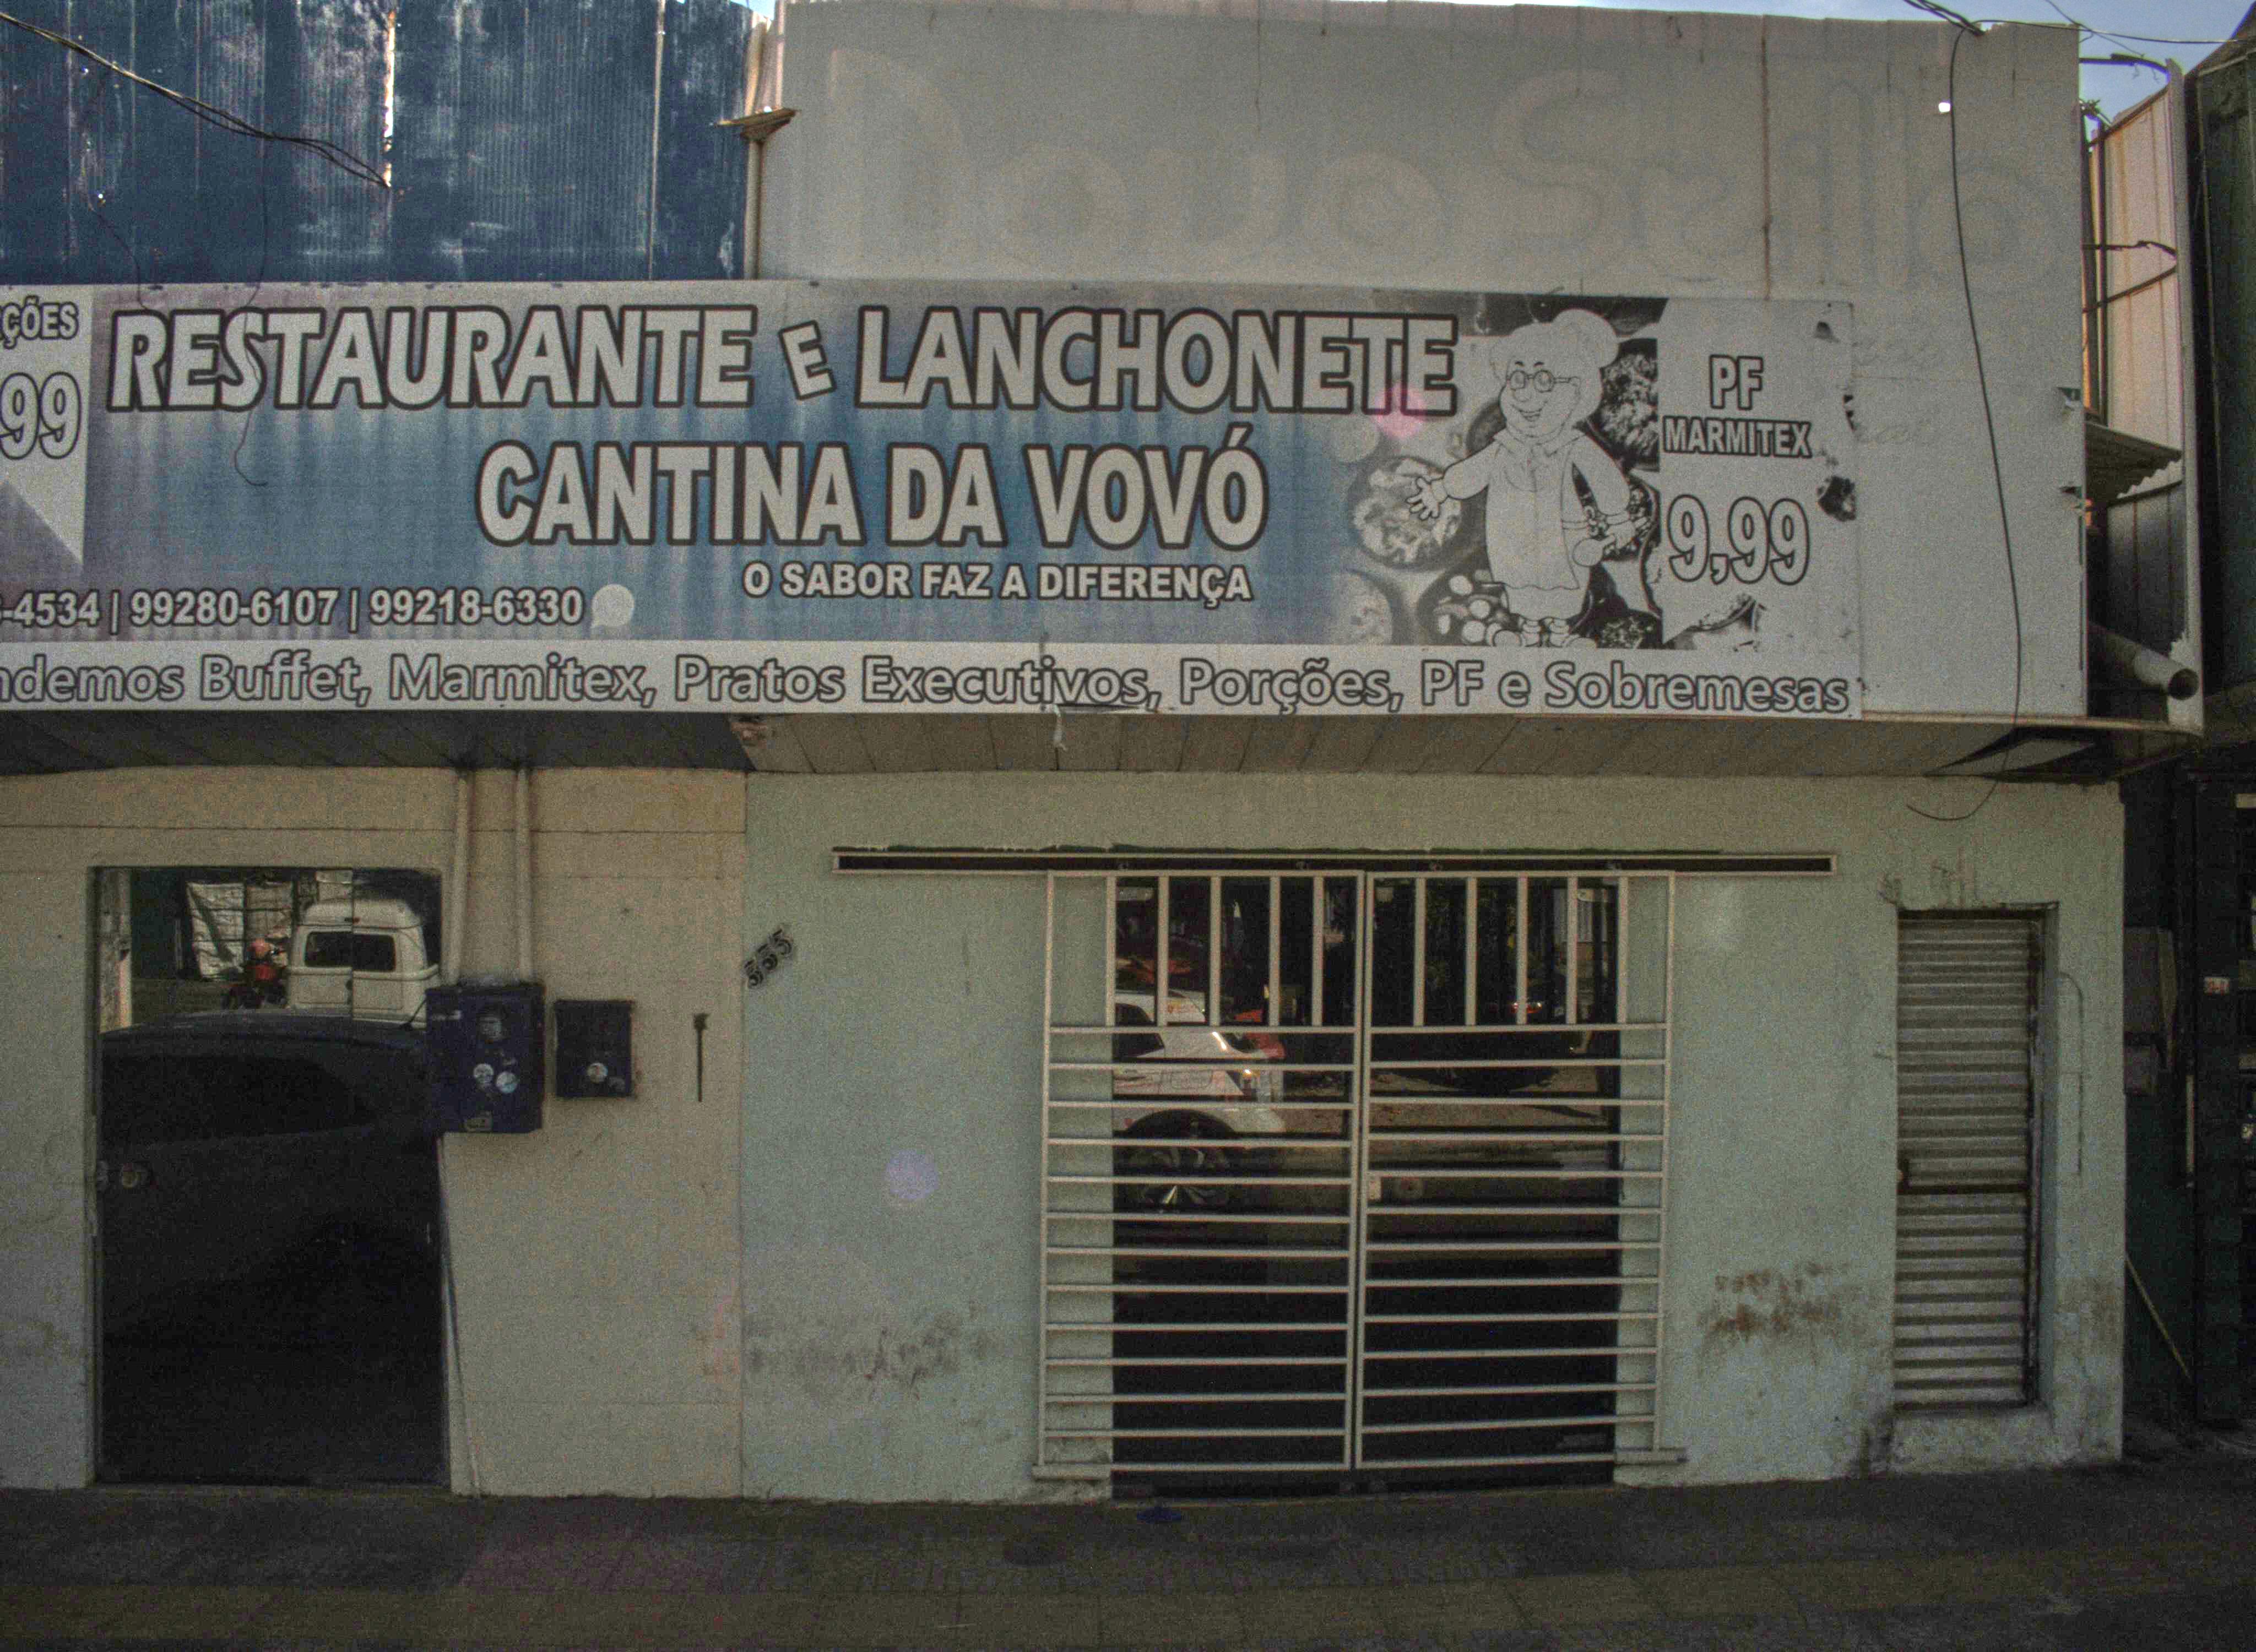 RESTAURANTE E LANCHONETE
CANTINA DA VOVÓ
O SABOR FAZ A DIFERENÇA
-4534 | 99280-6107 | 99218-6330
PF
MARMITEX
9,99
ÇÕES
99
ndemos Buffet, Marmitex, Pratos Executivos, Porções, PF e Sobremesas